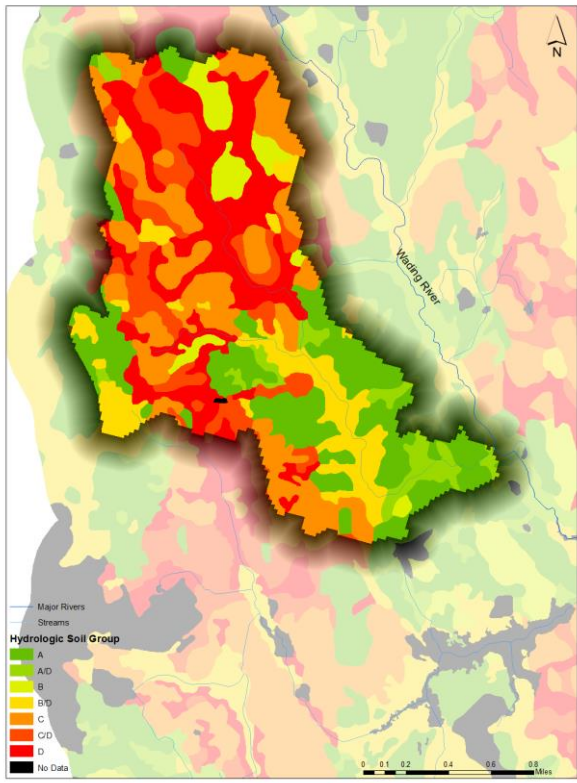 N
Wading River
Major Rivers
Streams
Hydrologic Soil Group
A
A/D
B
B/D
C
C/D
D
No Data
0 0.1 0.2 0.4 0.6 0.8
Miles